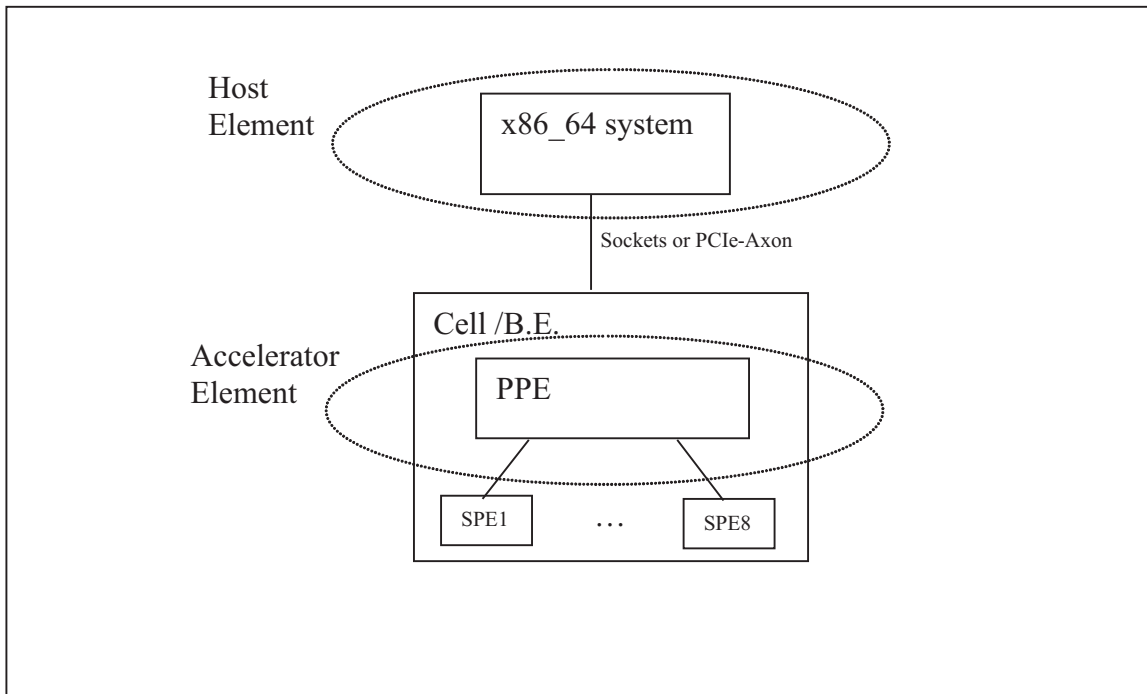 Host
Element
x86_64 system
Sockets or PCIe-Axon
Cell /B.E.
Accelerator
Element
PPE
SPE1
...
SPE8